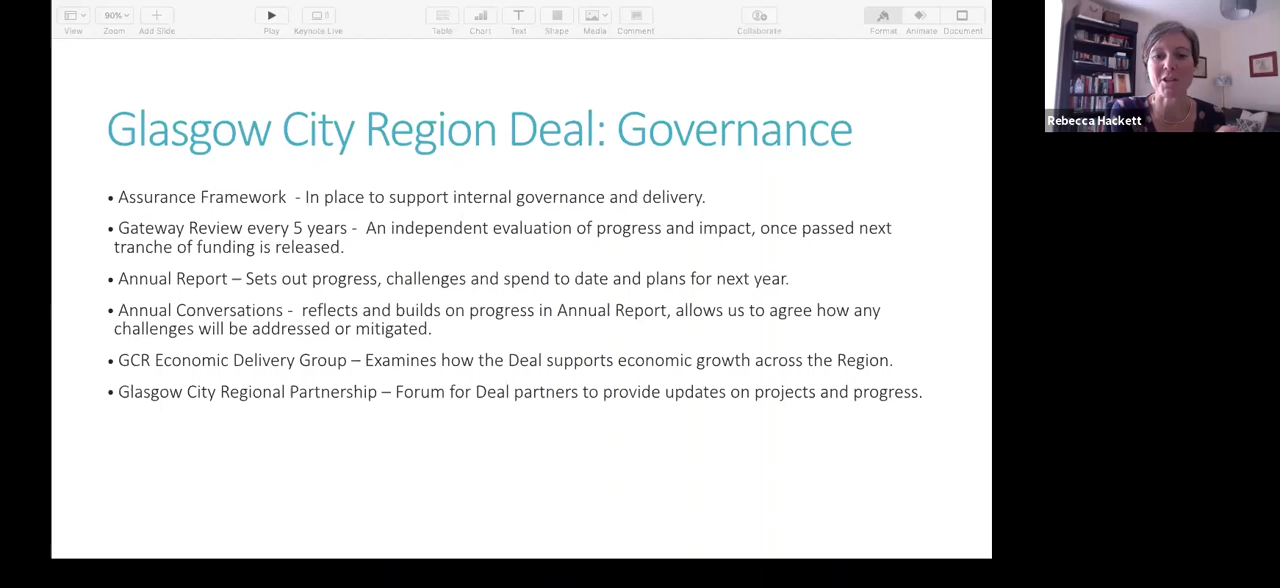 90%
View
Zoom
Add Slide
Play
Keynote Live
Table
Chart
Text
Shape
Media
Comment
Collaborate
Format
Animate
Document
Glasgow City Region Deal: Governance
• Assurance Framework  - In place to support internal governance and delivery.
• Gateway Review every 5 years -  An independent evaluation of progress and impact, once passed next
tranche of funding is released.
• Annual Report – Sets out progress, challenges and spend to date and plans for next year.
• Annual Conversations -  reflects and builds on progress in Annual Report, allows us to agree how any
challenges will be addressed or mitigated.
• GCR Economic Delivery Group – Examines how the Deal supports economic growth across the Region.
• Glasgow City Regional Partnership – Forum for Deal partners to provide updates on projects and progress.
Rebecca Hackett